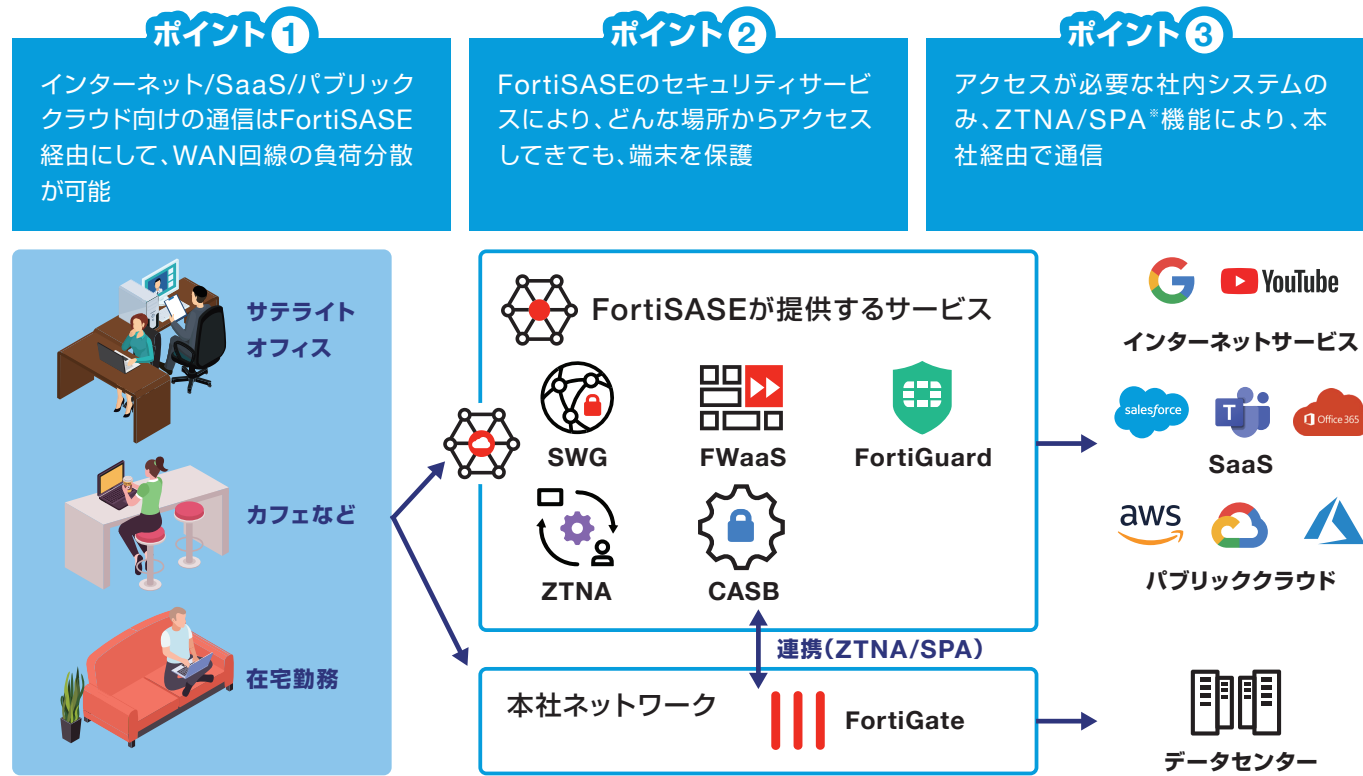 ポイント1
インターネット/SaaS/パブリック
クラウド向けの通信はFortiSASE
経由にして、WAN回線の負荷分散
が可能
ポイント2
FortiSASEのセキュリティサービ
スにより、どんな場所からアクセス
してきても、端末を保護
ポイント3
アクセスが必要な社内システムの
み、ZTNA/SPA※機能により、本
社経由で通信
サテライト
オフィス
カフェなど
在宅勤務
FortiSASEが提供するサービス
SWG
FWaaS
FortiGuard
ZTNA
CASB
連携(ZTNA/SPA)
本社ネットワーク
FortiGate
G
YouTube
インターネットサービス
salesforce
T
Office 365
SaaS
aws
パブリッククラウド
データセンター